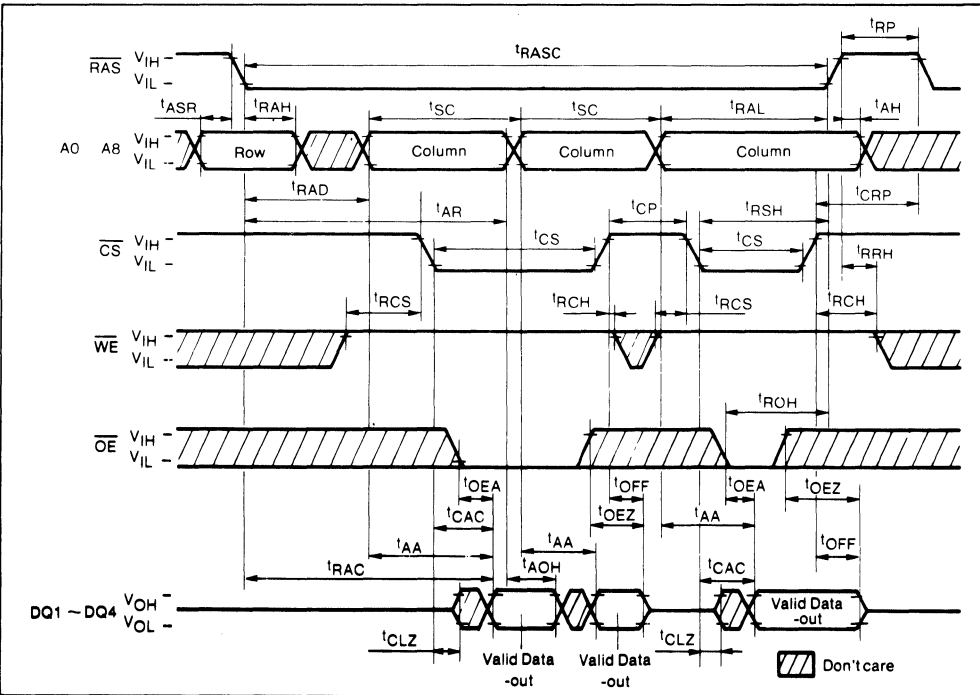 tRP
RAS VIH
VIL
tRASC
tASR tRAH tSC tSC tRAL tAH
A0 A8 VIH
VIL
Row Column Column Column
tRAD tCRP
tAR tCP tRSH
CS VIH
VIL
tCS tCS
tRRH
tRCS tRCH tRCS tRCH
WE VIH
VIL
tROH
OE VIH
VIL
tOEA tOFF tOEA tOEZ
tCAC tOEZ
tAA tAA tAA tOFF
tRAC tAOH tCAC
DQ1 ~ DQ4 VOH
VOL
Valid Data
-out
tCLZ tCLZ
Valid Data
-out
Valid Data
-out
Don't care